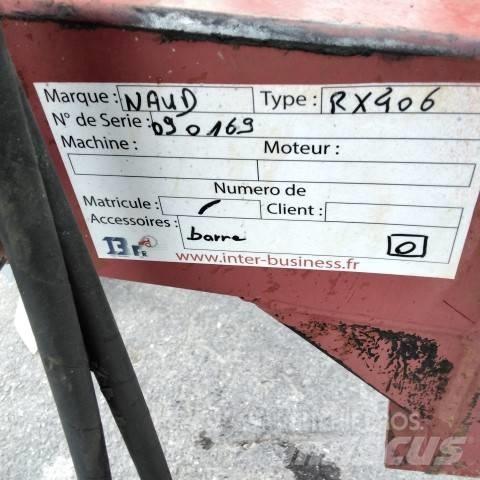 Marque : NAUD Type : RX406
N° de Serie : 090169
Machine : Moteur :
Numero de
Matricule : / Client :
Accessoires : barre 0
www.inter-business.fr